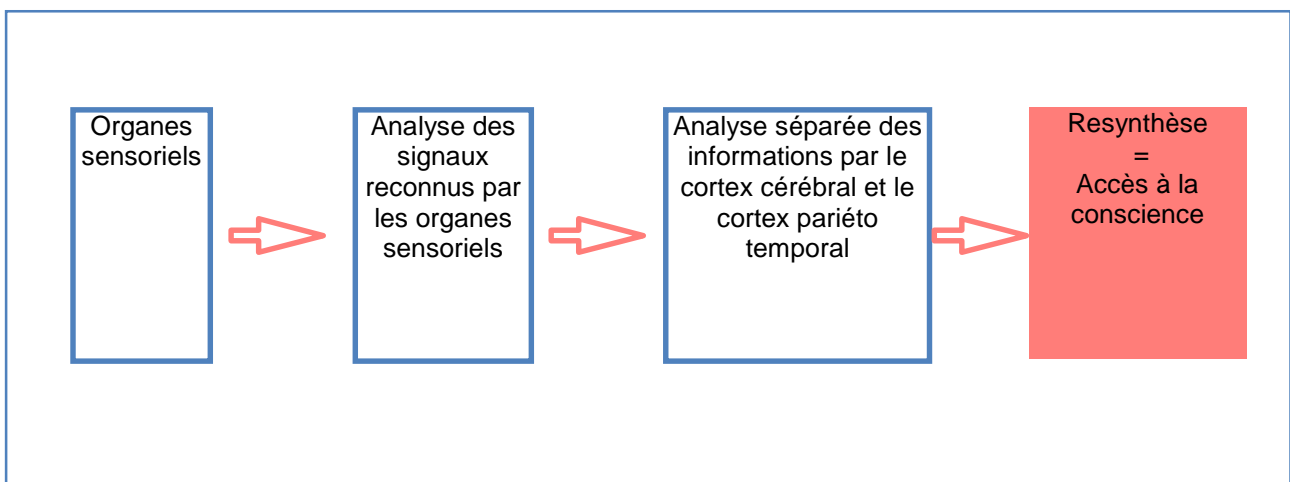 Organes
sensoriels
Analyse des
signaux
reconnus par
les organes
sensoriels
Analyse séparée des
informations par le
cortex cérébral et le
cortex pariéto
temporal
Resynthèse
=
Accès à la
conscience